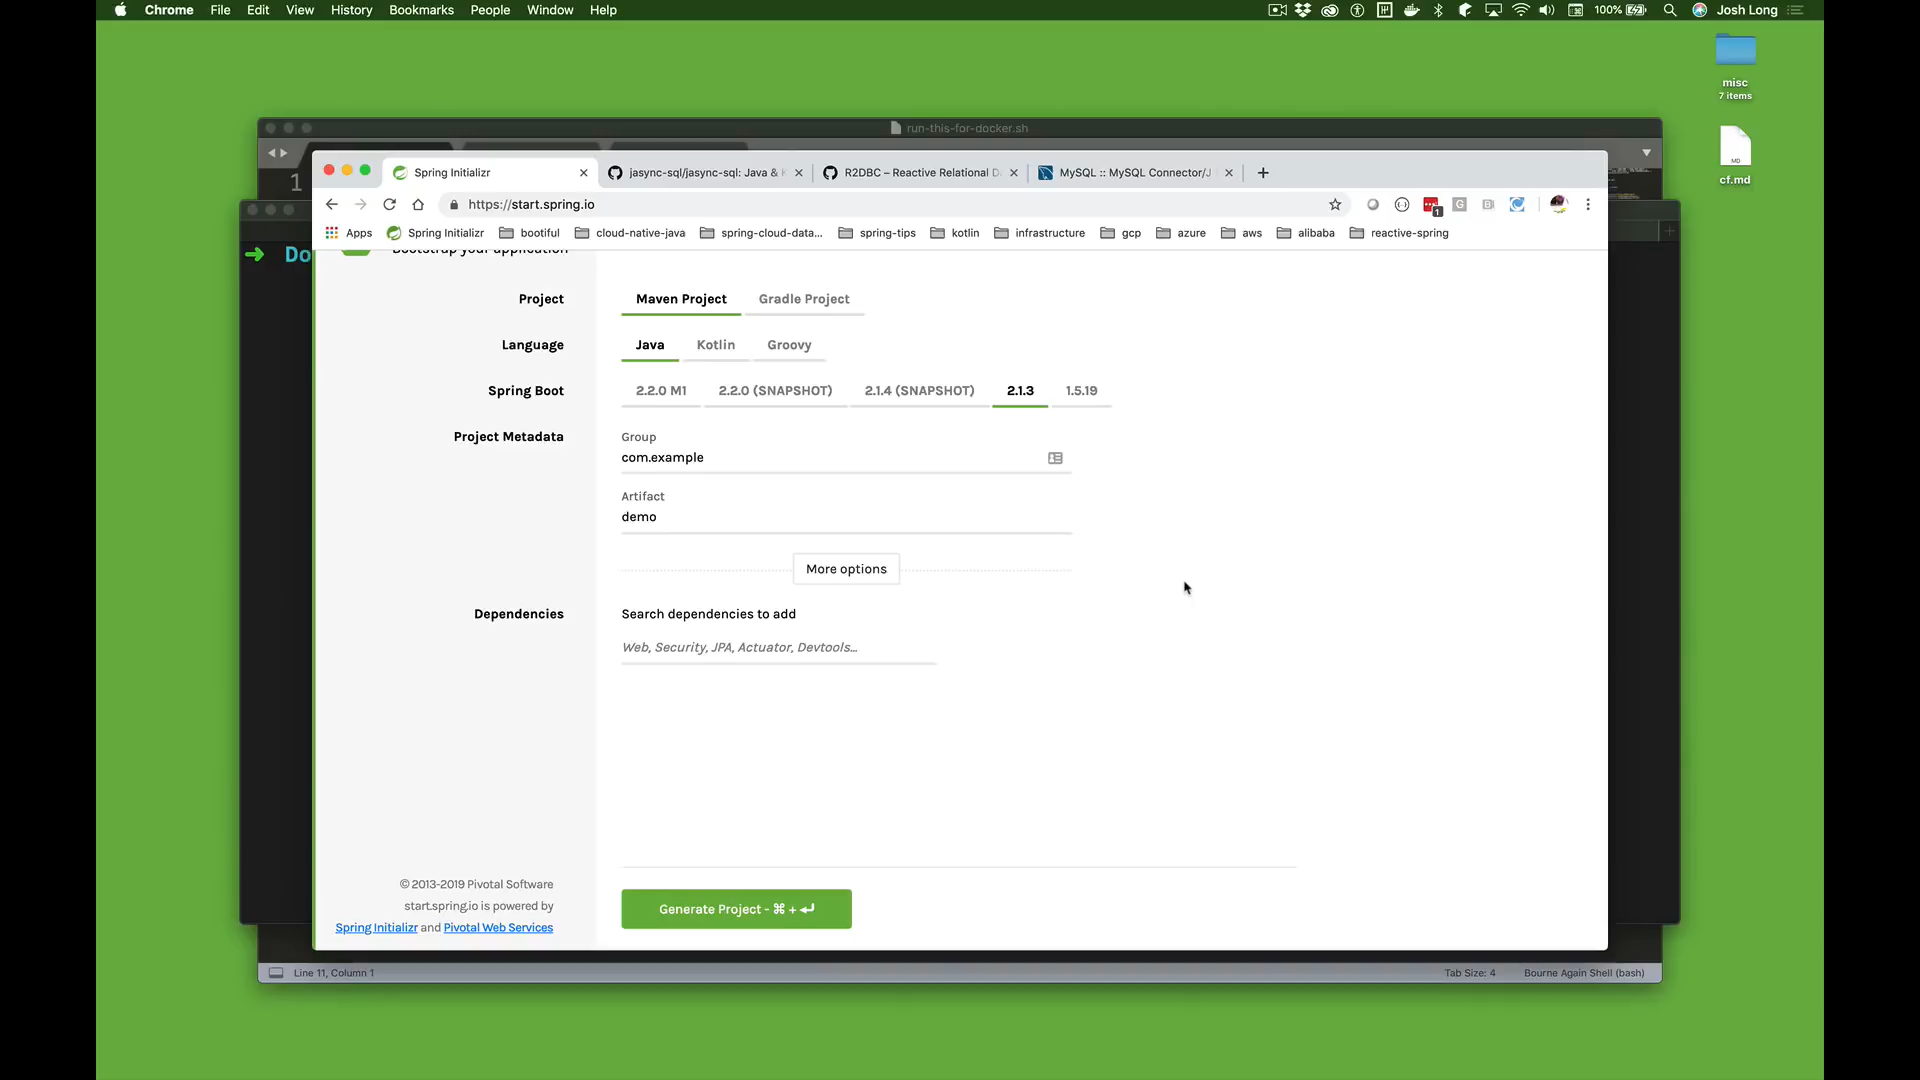 Chrome File Edit View History Bookmarks People Window Help 100% Josh Long
misc
7 items
MD
cf.md
run-this-for-docker.sh
1
Spring Initializr jasync-sql/jasync-sql: Java & R2DBC – Reactive Relational D MySQL :: MySQL Connector/J
https://start.spring.io 1
Apps Spring Initializr bootiful cloud-native-java spring-cloud-data... spring-tips kotlin infrastructure gcp azure aws alibaba reactive-spring
Do
Bootstrap your application
Project Maven Project Gradle Project
Language Java Kotlin Groovy
Spring Boot 2.2.0 M1 2.2.0 (SNAPSHOT) 2.1.4 (SNAPSHOT) 2.1.3 1.5.19
Project Metadata Group
com.example
Artifact
demo
More options
Dependencies Search dependencies to add
Web, Security, JPA, Actuator, Devtools...
© 2013-2019 Pivotal Software
start.spring.io is powered by
Spring Initializr and Pivotal Web Services
Generate Project - ⌘ + ↵
Line 11, Column 1 Tab Size: 4 Bourne Again Shell (bash)